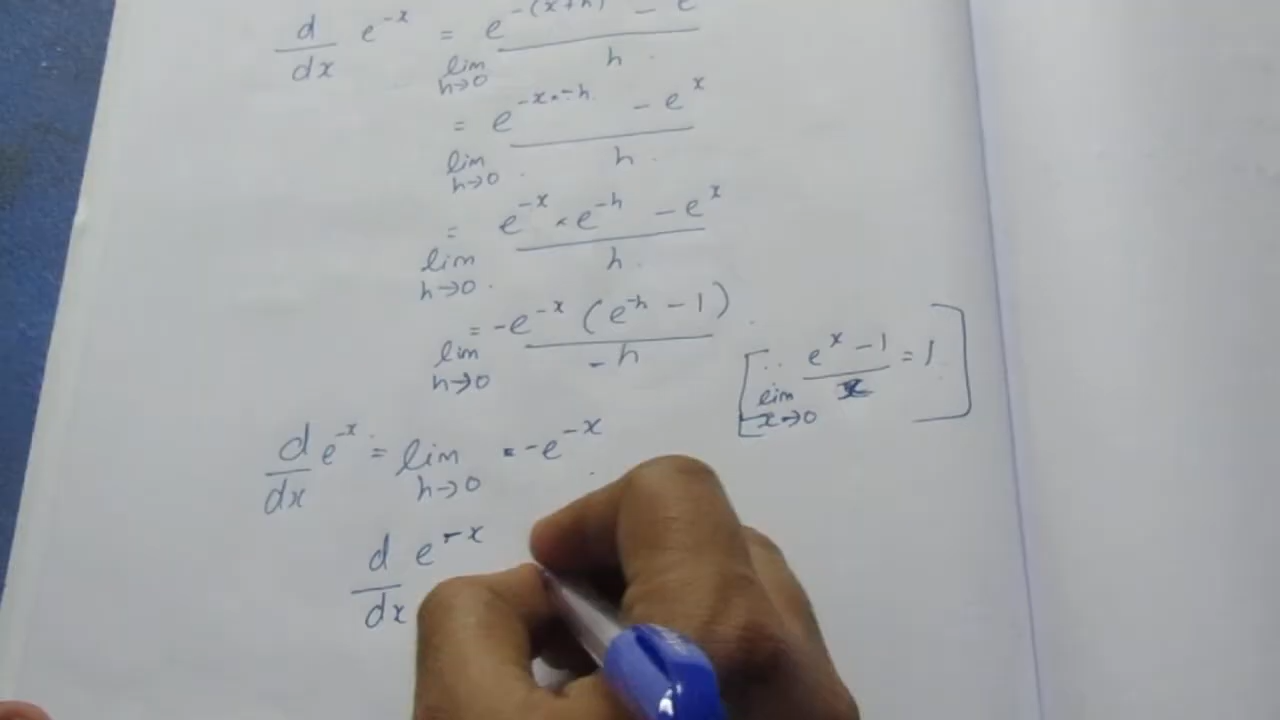 d/dx e^-x = lim h→0 (e^-(x+h) - e)/h
= lim h→0 (e^-x.-h - e^x)/h.
= lim h→0. (e^-x . e^-h - e^x)/h.
= lim h→0 -e^-x (e^-h - 1)/-h
[∵ lim x→0 (e^x - 1)/x = 1]
d/dx e^-x = lim h→0 = -e^-x
d/dx e^-x